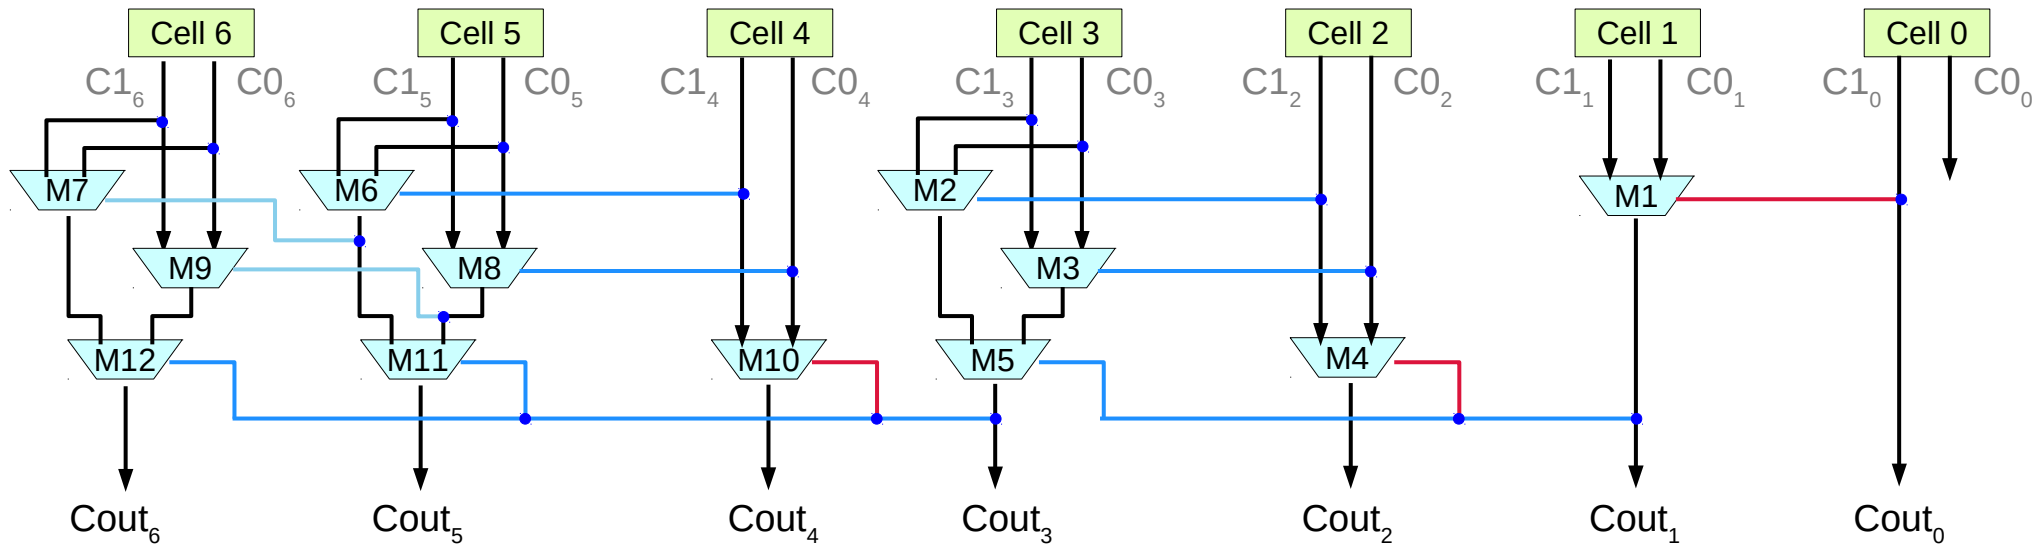 Cell 6 Cell 5 Cell 4 Cell 3 Cell 2 Cell 1 Cell 0
C1₆ C0₆ C1₅ C0₅ C1₄ C0₄ C1₃ C0₃ C1₂ C0₂ C1₁ C0₁ C1₀ C0₀
M7 M6 M2 M1
M9 M8 M3
M12 M11 M10 M5 M4
Cout₆ Cout₅ Cout₄ Cout₃ Cout₂ Cout₁ Cout₀